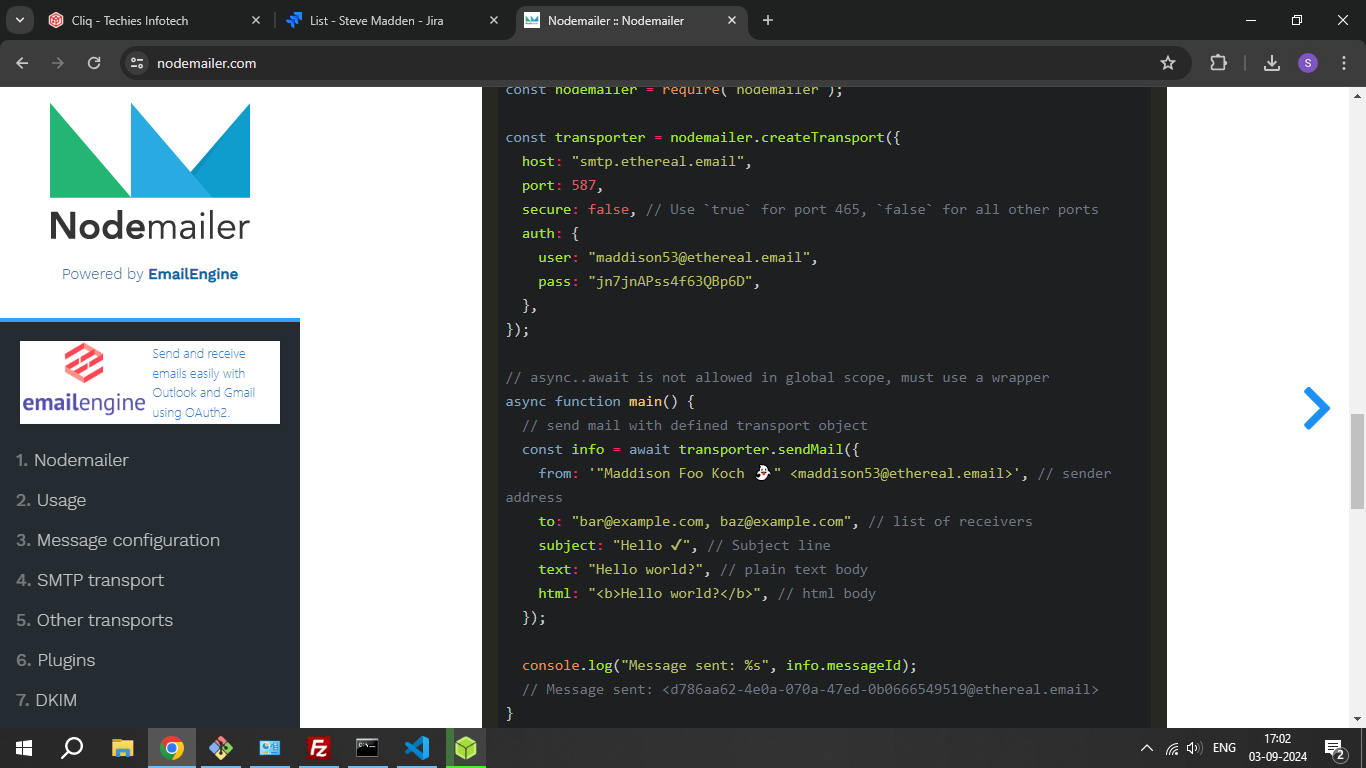 Cliq - Techies Infotech
List - Steve Madden - Jira
Nodemailer :: Nodemailer
nodemailer.com
S
Nodemailer
Powered by EmailEngine
emailengine
Send and receive
emails easily with
Outlook and Gmail
using OAuth2.
1. Nodemailer
2. Usage
3. Message configuration
4. SMTP transport
5. Other transports
6. Plugins
7. DKIM
const nodemailer = require("nodemailer");
const transporter = nodemailer.createTransport({
host: "smtp.ethereal.email",
port: 587,
secure: false, // Use `true` for port 465, `false` for all other ports
auth: {
user: "maddison53@ethereal.email",
pass: "jn7jnAPss4f63QBp6D",
},
});
// async..await is not allowed in global scope, must use a wrapper
async function main() {
// send mail with defined transport object
const info = await transporter.sendMail({
from: '"Maddison Foo Koch 👻" <maddison53@ethereal.email>', // sender
address
to: "bar@example.com, baz@example.com", // list of receivers
subject: "Hello ✔", // Subject line
text: "Hello world?", // plain text body
html: "<b>Hello world?</b>", // html body
});
console.log("Message sent: %s", info.messageId);
// Message sent: <d786aa62-4e0a-070a-47ed-0b0666549519@ethereal.email>
}
ENG
17:02
03-09-2024
2